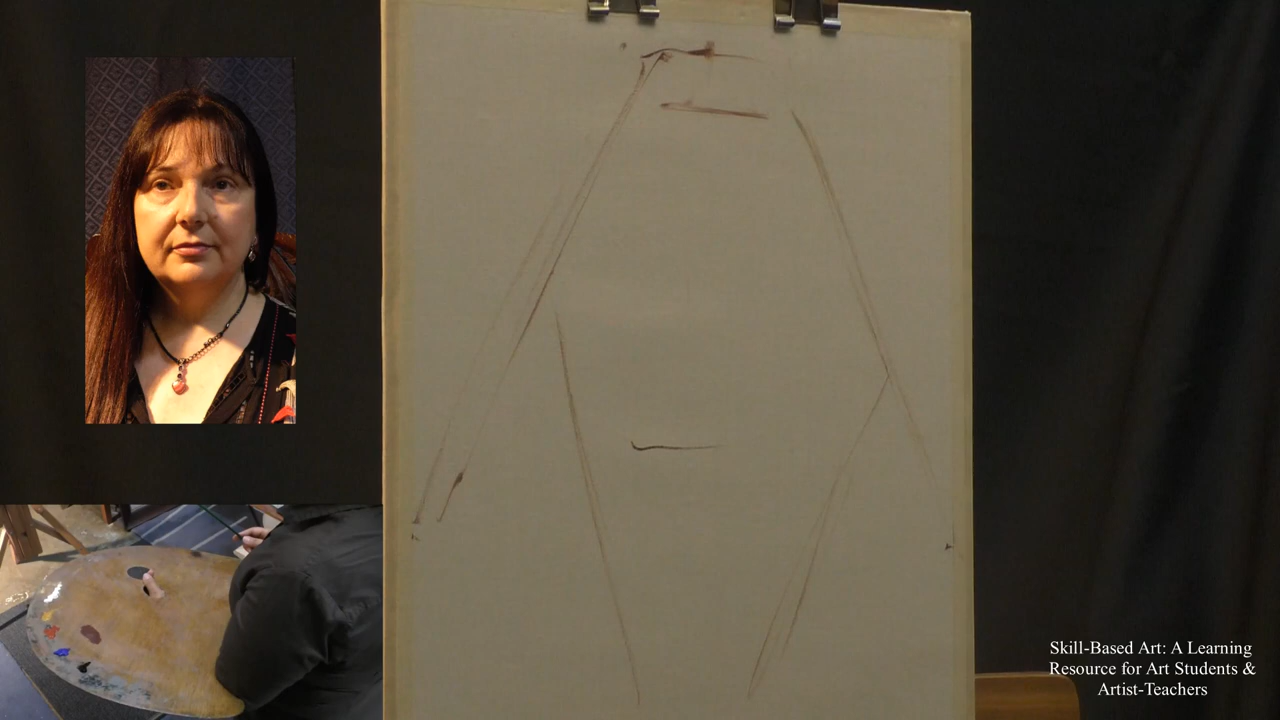 Skill-Based Art: A Learning
Resource for Art Students &
Artist-Teachers